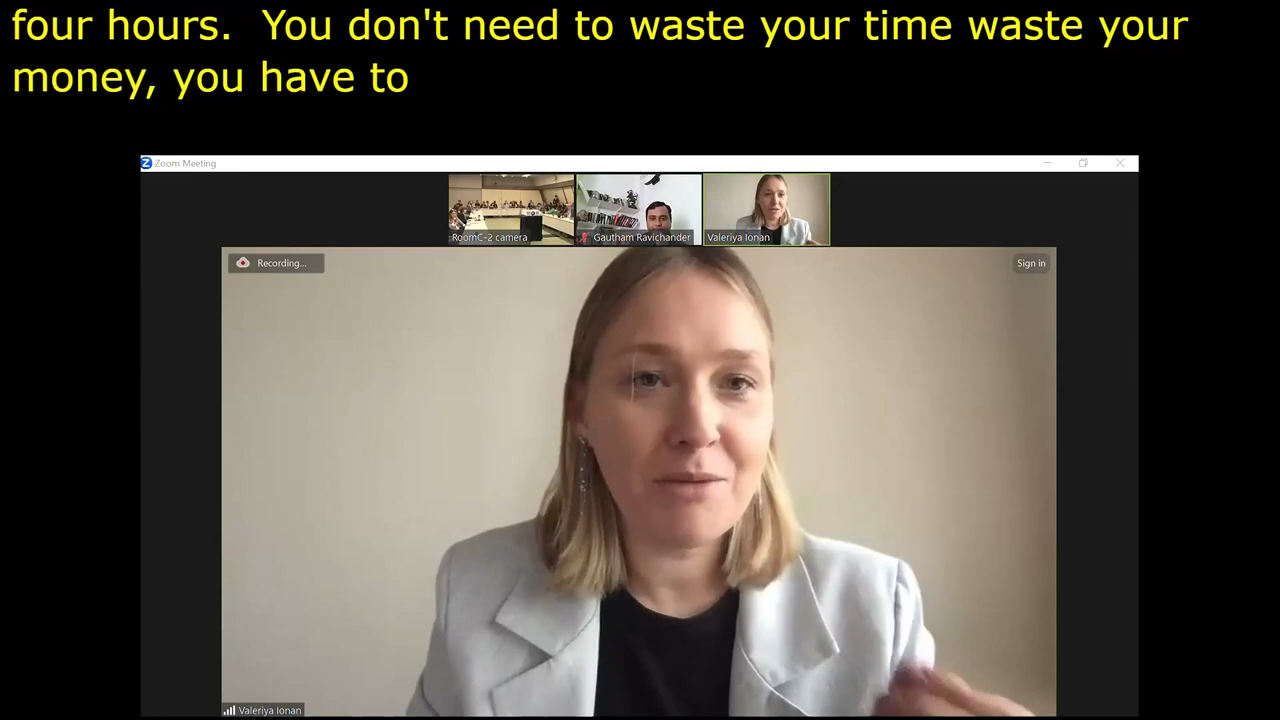 four hours.  You don't need to waste your time waste your
money, you have to
Zoom Meeting
RoomC-2 camera
Gautham Ravichander
Valeriya Ionan
Recording...
Sign in
Valeriya Ionan